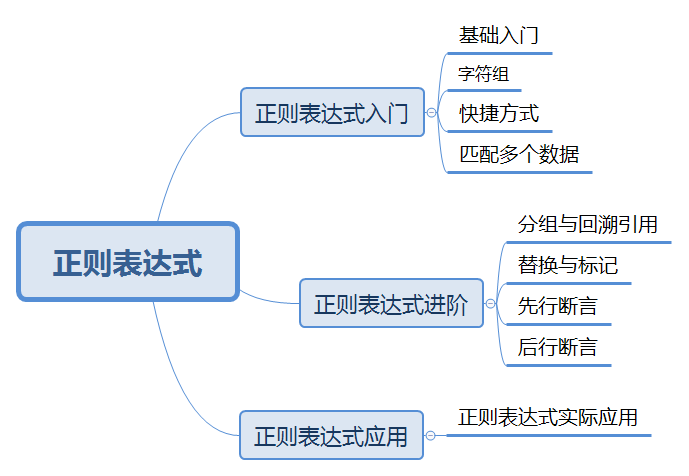 正则表达式
正则表达式入门
基础入门
字符组
快捷方式
匹配多个数据
正则表达式进阶
分组与回溯引用
替换与标记
先行断言
后行断言
正则表达式应用
正则表达式实际应用